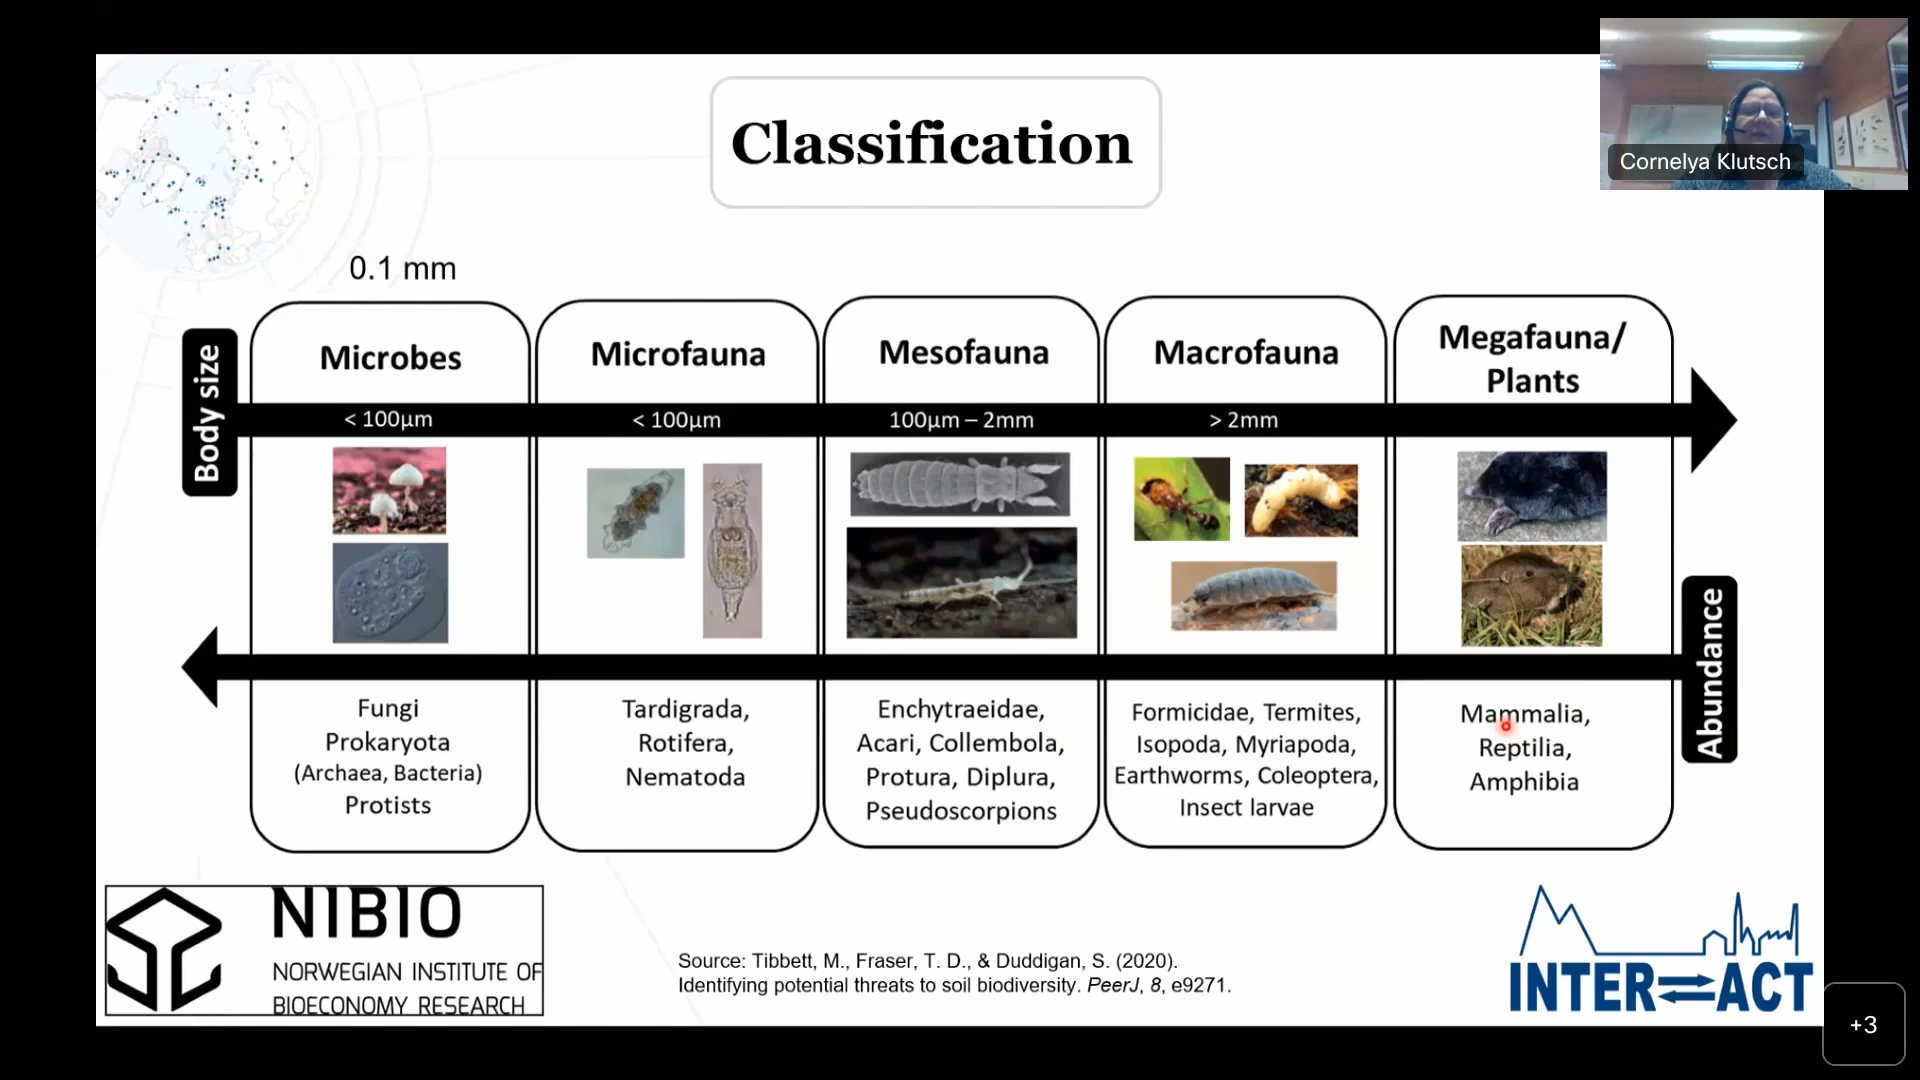 Classification
Cornelya Klutsch
0.1 mm
Body size
Microbes
< 100µm
Fungi
Prokaryota
(Archaea, Bacteria)
Protists
Microfauna
< 100µm
Tardigrada,
Rotifera,
Nematoda
Mesofauna
100µm – 2mm
Enchytraeidae,
Acari, Collembola,
Protura, Diplura,
Pseudoscorpions
Macrofauna
> 2mm
Formicidae, Termites,
Isopoda, Myriapoda,
Earthworms, Coleoptera,
Insect larvae
Megafauna/
Plants
Mammalia,
Reptilia,
Amphibia
Abundance
NIBIO
NORWEGIAN INSTITUTE OF
BIOECONOMY RESEARCH
Source: Tibbett, M., Fraser, T. D., & Duddigan, S. (2020).
Identifying potential threats to soil biodiversity. PeerJ, 8, e9271.
INTER ACT
+3